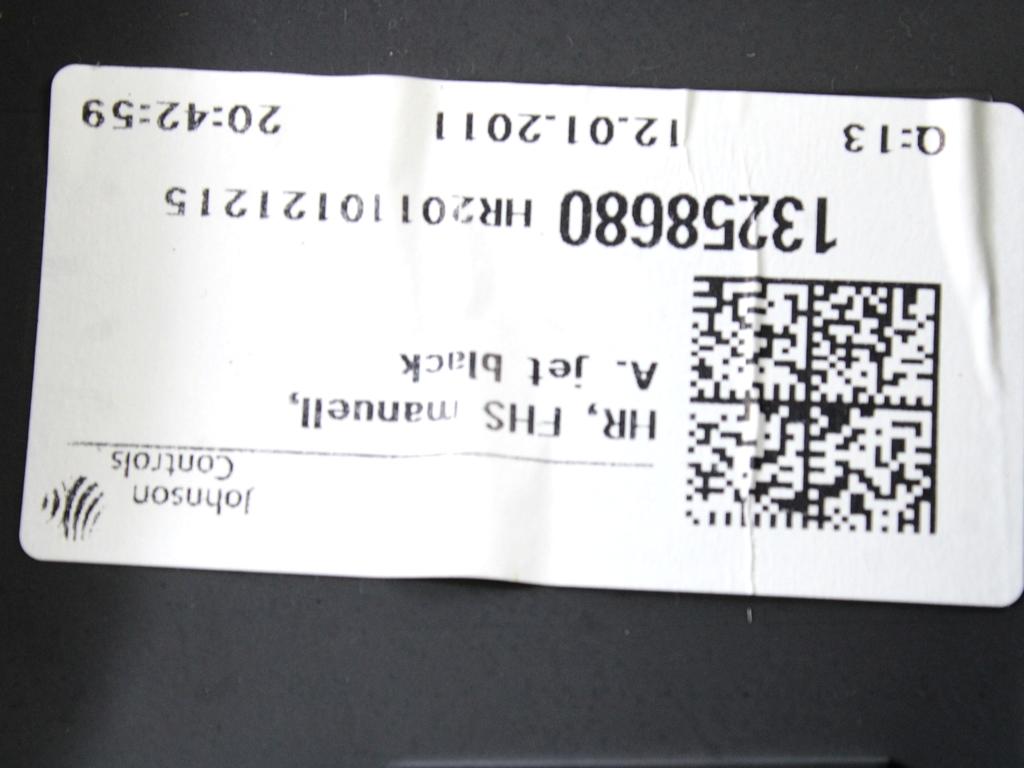 Johnson
Controls
HR, FHS manuell,
A. jet black
13258680 HR20110121215
Q:13 12.01.2011 20:42:59